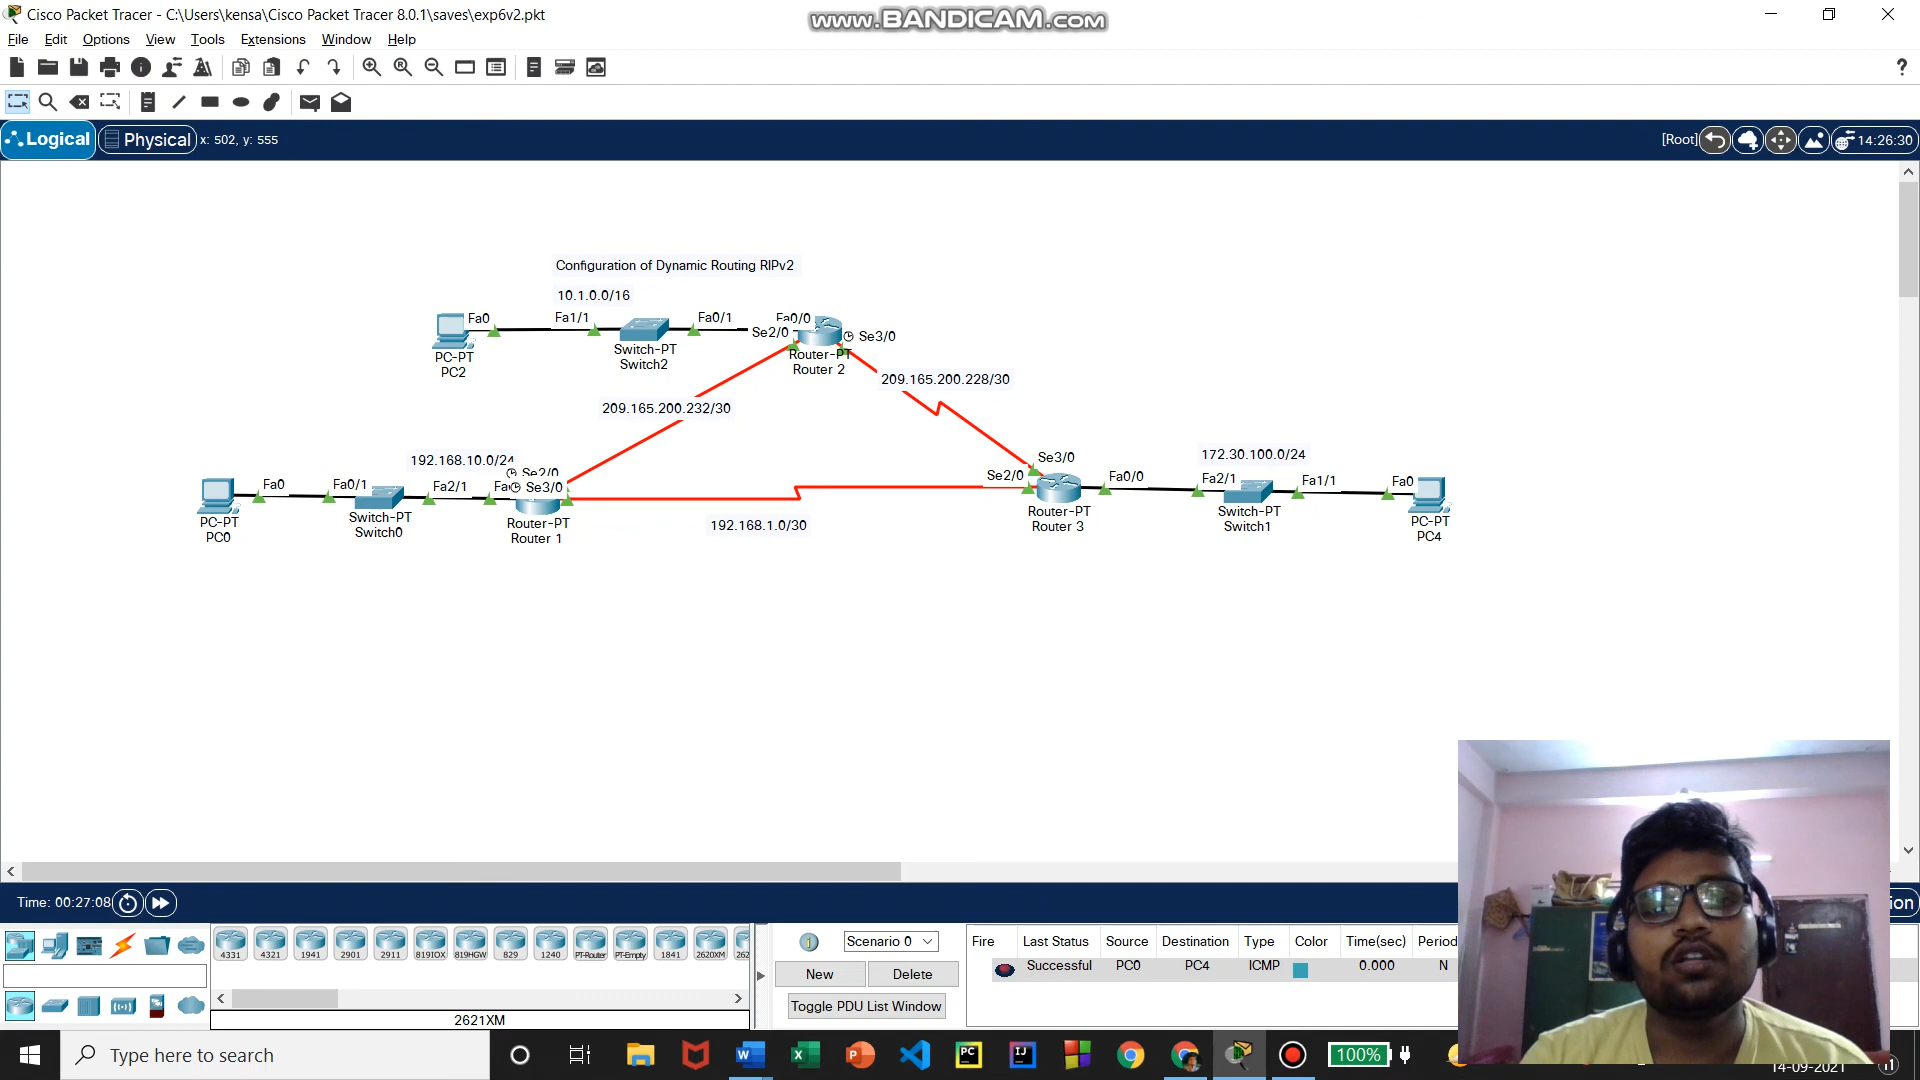 Cisco Packet Tracer - C:\Users\kensa\Cisco Packet Tracer 8.0.1\saves\exp6v2.pkt
www.BANDICAM.com
File Edit Options View Tools Extensions Window Help
Logical Physical x: 502, y: 555
[Root] 14:26:30
Configuration of Dynamic Routing RIPv2
10.1.0.0/16
Fa0 Fa1/1 Fa0/1 Fa0/0
Se2/0 Se3/0
Switch-PT
Switch2
PC-PT
PC2
Router-PT
Router 2
209.165.200.228/30
209.165.200.232/30
192.168.10.0/24
172.30.100.0/24
Se3/0
Fa0 Fa0/1 Fa2/1 Se2/0
Se3/0
Se2/0 Fa0/0 Fa2/1 Fa1/1 Fa0
PC-PT
PC0
Switch-PT
Switch0
Router-PT
Router 1
192.168.1.0/30
Router-PT
Router 3
Switch-PT
Switch1
PC-PT
PC4
Time: 00:27:08
4331 4321 1941 2901 2911 819IOX 819HGW 829 1240 PT-Router PT-Empty 1841 2620XM
2621XM
Scenario 0
New Delete
Toggle PDU List Window
Fire Last Status Source Destination Type Color Time(sec) Period
Successful PC0 PC4 ICMP 0.000 N
Type here to search
100%
14-09-2021